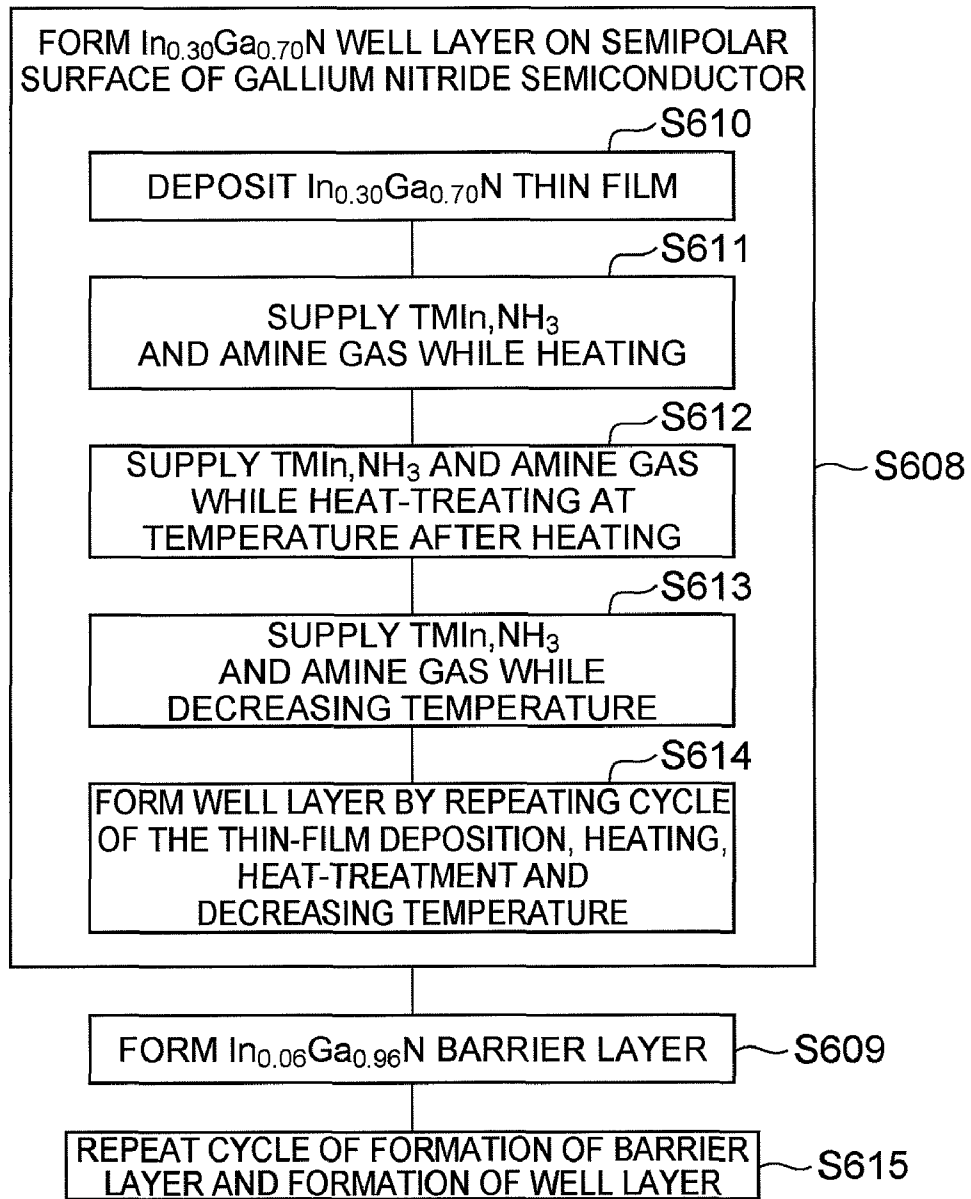 FORM In₀.₃₀Ga₀.₇₀N WELL LAYER ON SEMIPOLAR
SURFACE OF GALLIUM NITRIDE SEMICONDUCTOR
S610
DEPOSIT In₀.₃₀Ga₀.₇₀N THIN FILM
S611
SUPPLY TMIn,NH₃
AND AMINE GAS WHILE HEATING
S612
SUPPLY TMIn,NH₃ AND AMINE GAS
WHILE HEAT-TREATING AT
TEMPERATURE AFTER HEATING
S608
S613
SUPPLY TMIn,NH₃
AND AMINE GAS WHILE
DECREASING TEMPERATURE
S614
FORM WELL LAYER BY REPEATING CYCLE
OF THE THIN-FILM DEPOSITION, HEATING,
HEAT-TREATMENT AND
DECREASING TEMPERATURE
FORM In₀.₀₆Ga₀.₉₆N BARRIER LAYER
S609
REPEAT CYCLE OF FORMATION OF BARRIER
LAYER AND FORMATION OF WELL LAYER
S615